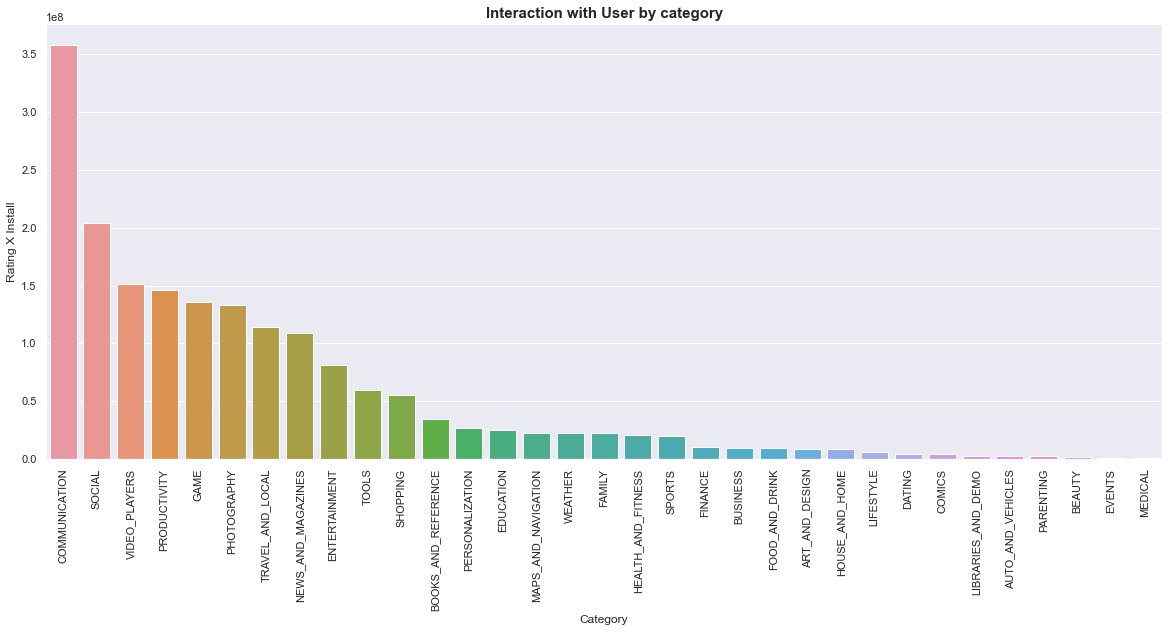 Interaction with User by category
1e8
3.5
3.0
2.5
2.0
1.5
1.0
0.5
0.0
Rating X Install
COMMUNICATION
SOCIAL
VIDEO_PLAYERS
PRODUCTIVITY
GAME
PHOTOGRAPHY
TRAVEL_AND_LOCAL
NEWS_AND_MAGAZINES
ENTERTAINMENT
TOOLS
SHOPPING
BOOKS_AND_REFERENCE
PERSONALIZATION
EDUCATION
MAPS_AND_NAVIGATION
WEATHER
FAMILY
HEALTH_AND_FITNESS
SPORTS
FINANCE
BUSINESS
FOOD_AND_DRINK
ART_AND_DESIGN
HOUSE_AND_HOME
LIFESTYLE
DATING
COMICS
LIBRARIES_AND_DEMO
AUTO_AND_VEHICLES
PARENTING
BEAUTY
EVENTS
MEDICAL
Category